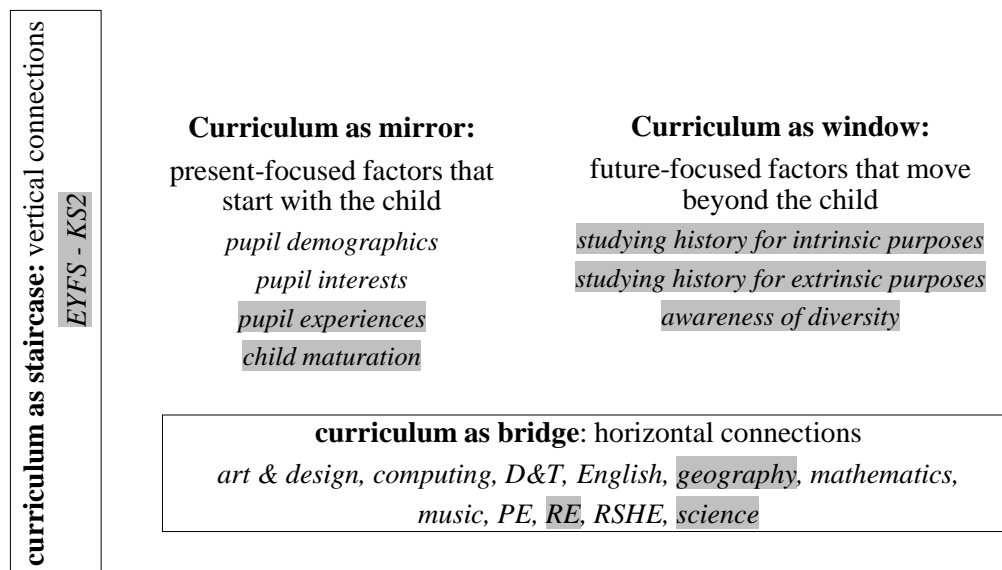 curriculum as staircase: vertical connections
EYFS - KS2
Curriculum as mirror:
present-focused factors that
start with the child
pupil demographics
pupil interests
pupil experiences
child maturation
Curriculum as window:
future-focused factors that move
beyond the child
studying history for intrinsic purposes
studying history for extrinsic purposes
awareness of diversity
curriculum as bridge: horizontal connections
art & design, computing, D&T, English, geography, mathematics,
music, PE, RE, RSHE, science